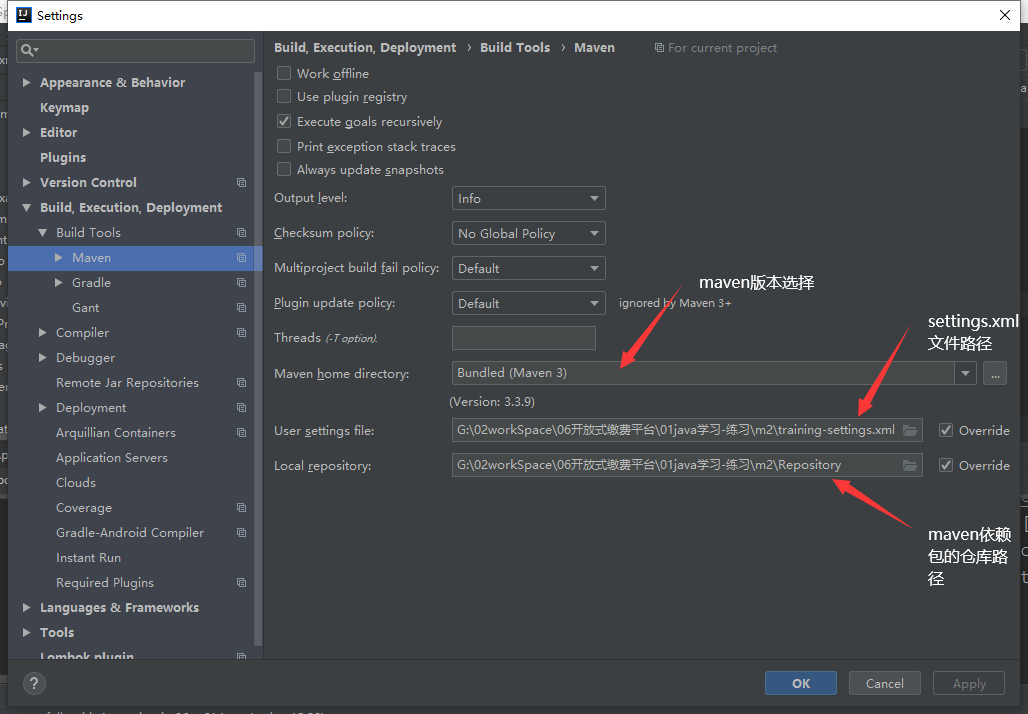 Settings
Build, Execution, Deployment › Build Tools › Maven For current project
Appearance & Behavior
Keymap
Editor
Plugins
Version Control
Build, Execution, Deployment
Build Tools
Maven
Gradle
Gant
Compiler
Debugger
Remote Jar Repositories
Deployment
Arquillian Containers
Application Servers
Clouds
Coverage
Gradle-Android Compiler
Instant Run
Required Plugins
Languages & Frameworks
Tools
Lombok plugin
Work offline
Use plugin registry
Execute goals recursively
Print exception stack traces
Always update snapshots
Output level: Info
Checksum policy: No Global Policy
Multiproject build fail policy: Default
maven版本选择
Plugin update policy: Default ignored by Maven 3+
settings.xml
文件路径
Threads (-T option).
Maven home directory: Bundled (Maven 3) ...
(Version: 3.3.9)
User settings file: G:\02workSpace\06开放式缴费平台\01java学习-练习\m2\training-settings.xml Override
Local repository: G:\02workSpace\06开放式缴费平台\01java学习-练习\m2\Repository Override
maven依赖
包的仓库路
径
? OK Cancel Apply